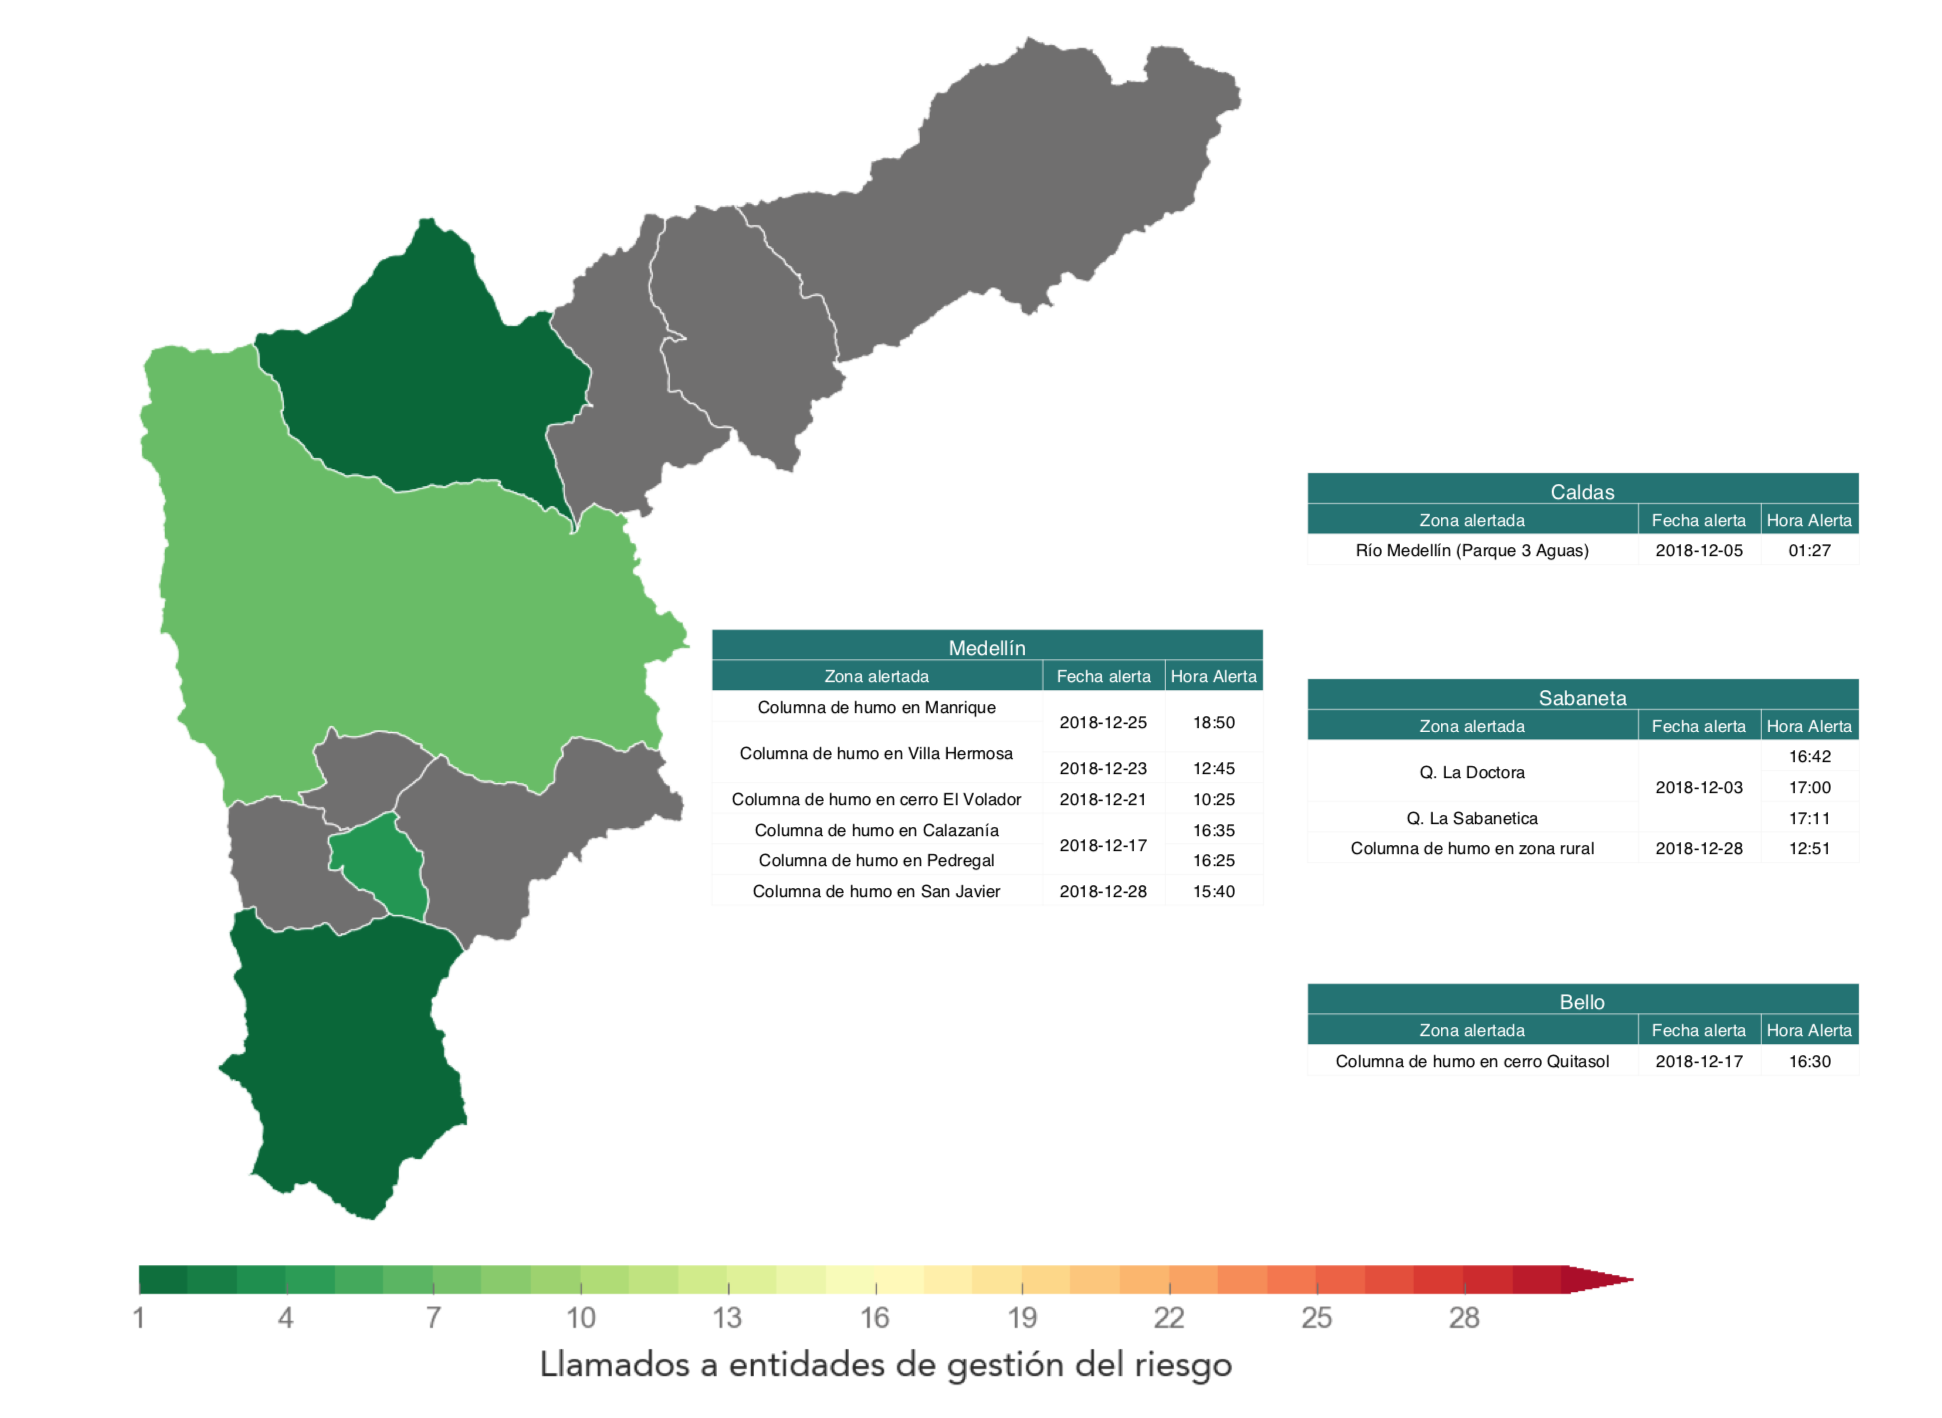 Caldas
Zona alertada Fecha alerta Hora Alerta
Río Medellín (Parque 3 Aguas) 2018-12-05 01:27
Medellín
Zona alertada Fecha alerta Hora Alerta
Columna de humo en Manrique
2018-12-25 18:50
Columna de humo en Villa Hermosa
2018-12-23 12:45
Columna de humo en cerro El Volador 2018-12-21 10:25
Columna de humo en Calazanía 16:35
2018-12-17
Columna de humo en Pedregal 16:25
Columna de humo en San Javier 2018-12-28 15:40
Sabaneta
Zona alertada Fecha alerta Hora Alerta
16:42
Q. La Doctora
2018-12-03 17:00
Q. La Sabanetica 17:11
Columna de humo en zona rural 2018-12-28 12:51
Bello
Zona alertada Fecha alerta Hora Alerta
Columna de humo en cerro Quitasol 2018-12-17 16:30
1 4 7 10 13 16 19 22 25 28
Llamados a entidades de gestión del riesgo